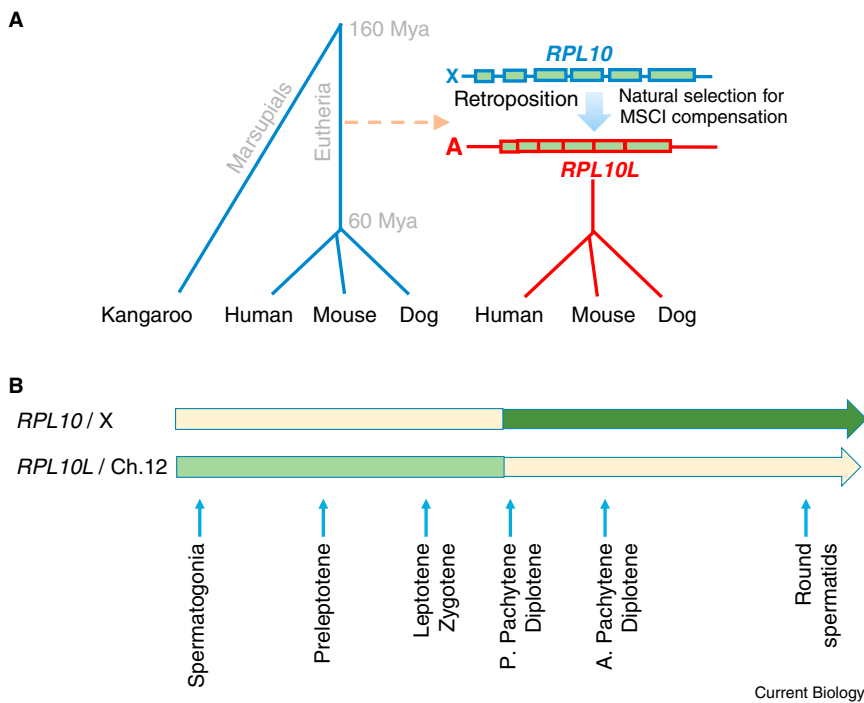 A
160 Mya
Marsupials
Eutheria
60 Mya
Kangaroo
Human
Mouse
Dog
RPL10
X
Retroposition
Natural selection for
MSCI compensation
A
RPL10L
Human
Mouse
Dog
B
RPL10 / X
RPL10L / Ch.12
Spermatogonia
Preleptotene
Leptotene
Zygotene
P. Pachytene
Diplotene
A. Pachytene
Diplotene
Round
spermatids
Current Biology